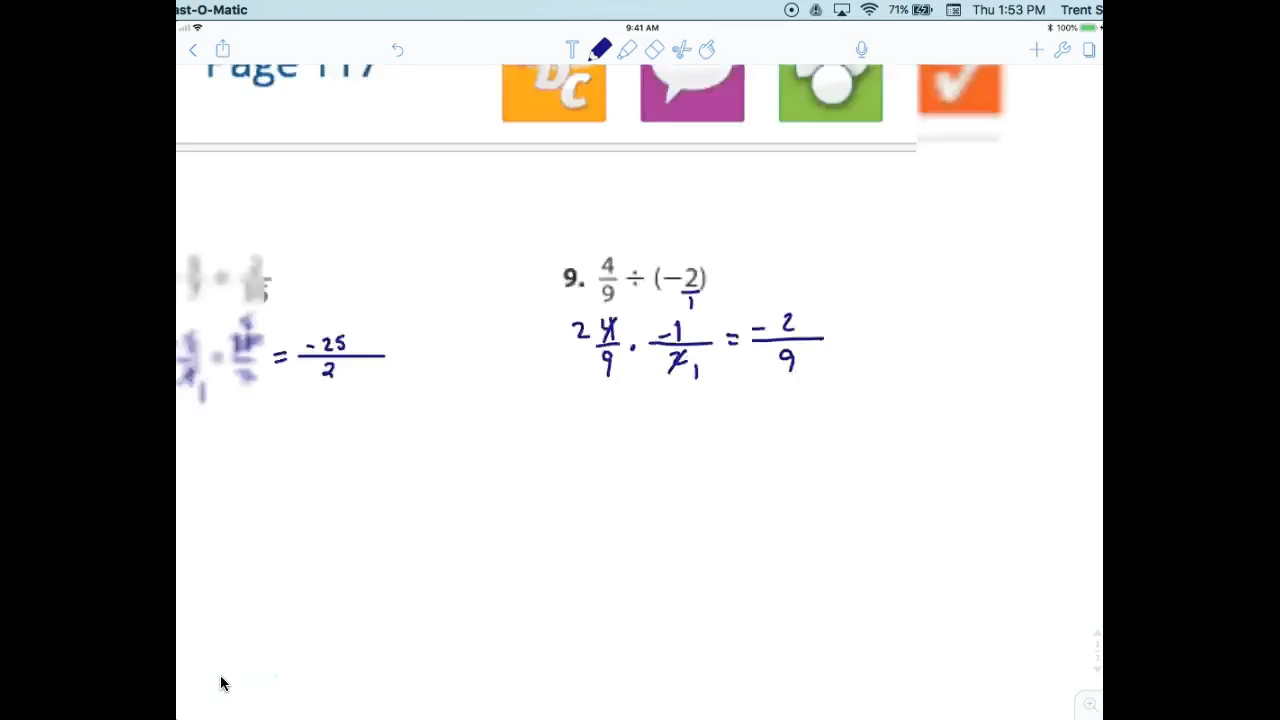 ast-O-Matic 71% Thu 1:53 PM Trent S
9:41 AM 100%
T
Page 117
DC
9. 4/9 ÷ (−2)
1
= -25/2
2 4/9 · -1/2 1 = -2/9